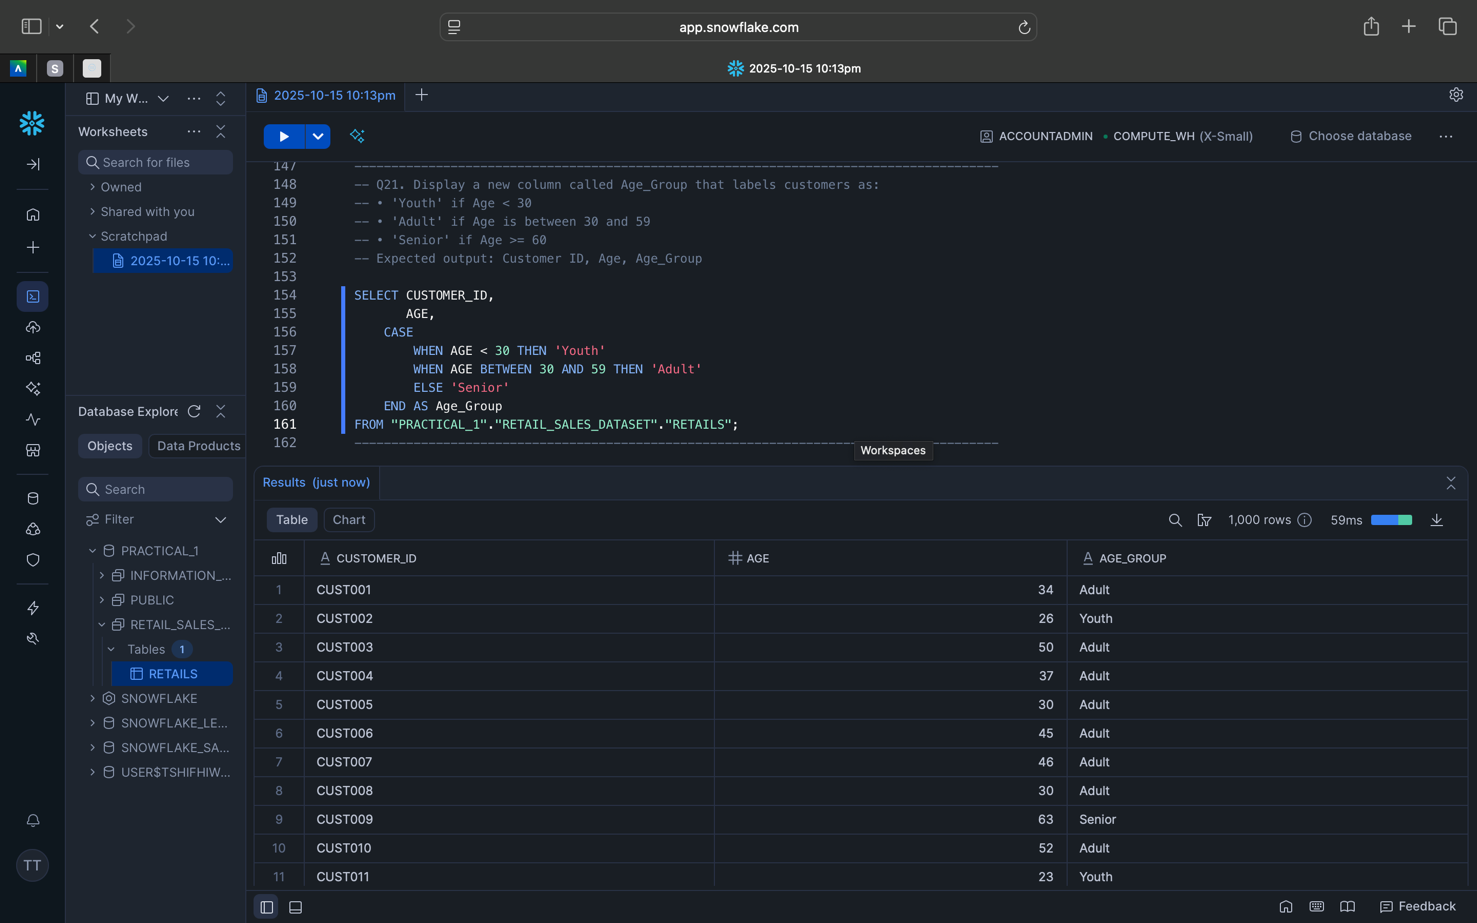 app.snowflake.com
S
2025-10-15 10:13pm
My W...
2025-10-15 10:13pm
Worksheets
ACCOUNTADMIN
COMPUTE_WH (X-Small)
Choose database
Search for files
Owned
Shared with you
Scratchpad
2025-10-15 10:...
147 ----------------------------------------------------------------------------------------
148 -- Q21. Display a new column called Age_Group that labels customers as:
149 -- • 'Youth' if Age < 30
150 -- • 'Adult' if Age is between 30 and 59
151 -- • 'Senior' if Age >= 60
152 -- Expected output: Customer ID, Age, Age_Group
153
154 SELECT CUSTOMER_ID,
155 AGE,
156 CASE
157 WHEN AGE < 30 THEN 'Youth'
158 WHEN AGE BETWEEN 30 AND 59 THEN 'Adult'
159 ELSE 'Senior'
160 END AS Age_Group
161 FROM "PRACTICAL_1"."RETAIL_SALES_DATASET"."RETAILS";
162 ----------------------------------------------------------------------------------------
Workspaces
Database Explore
Objects
Data Products
Search
Filter
PRACTICAL_1
INFORMATION_...
PUBLIC
RETAIL_SALES_...
Tables 1
RETAILS
SNOWFLAKE
SNOWFLAKE_LE...
SNOWFLAKE_SA...
USER$TSHIFHIW...
TT
Results (just now)
Table
Chart
1,000 rows
59ms
CUSTOMER_ID AGE AGE_GROUP
1 CUST001 34 Adult
2 CUST002 26 Youth
3 CUST003 50 Adult
4 CUST004 37 Adult
5 CUST005 30 Adult
6 CUST006 45 Adult
7 CUST007 46 Adult
8 CUST008 30 Adult
9 CUST009 63 Senior
10 CUST010 52 Adult
11 CUST011 23 Youth
Feedback